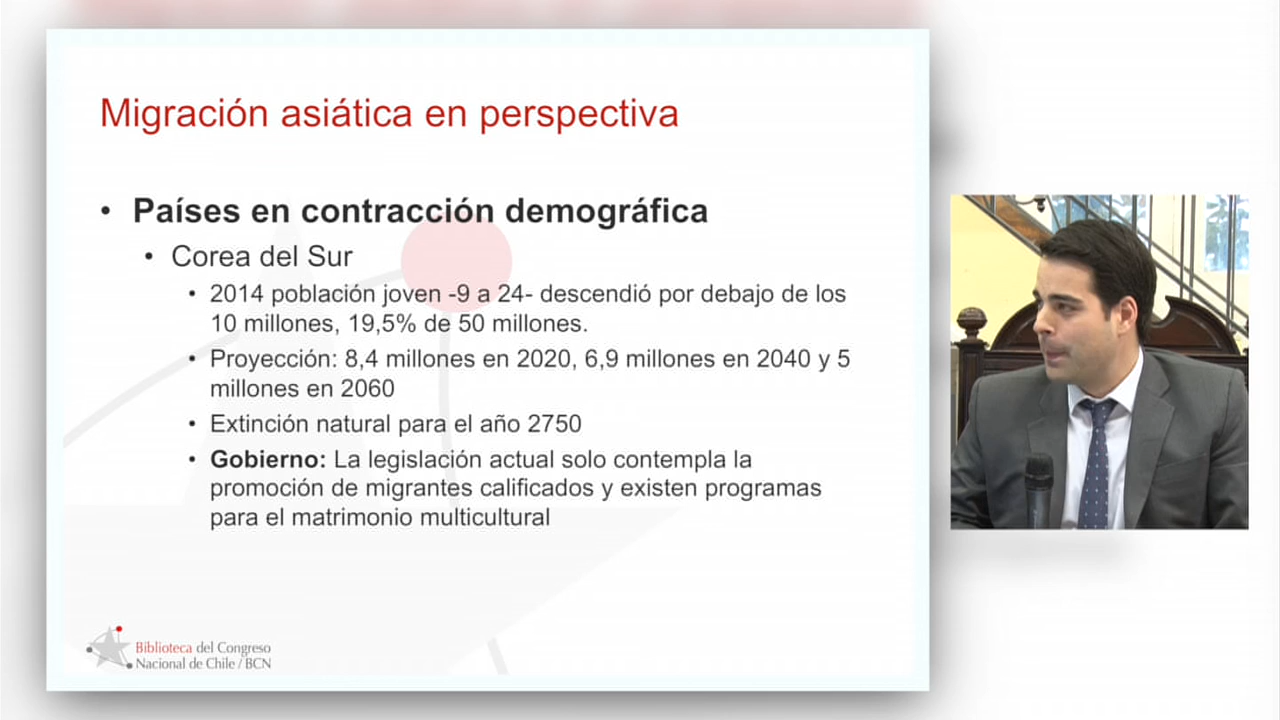 Migración asiática en perspectiva
• Países en contracción demográfica
• Corea del Sur
• 2014 población joven -9 a 24- descendió por debajo de los
10 millones, 19,5% de 50 millones.
• Proyección: 8,4 millones en 2020, 6,9 millones en 2040 y 5
millones en 2060
• Extinción natural para el año 2750
• Gobierno: La legislación actual solo contempla la
promoción de migrantes calificados y existen programas
para el matrimonio multicultural
Biblioteca del Congreso
Nacional de Chile / BCN